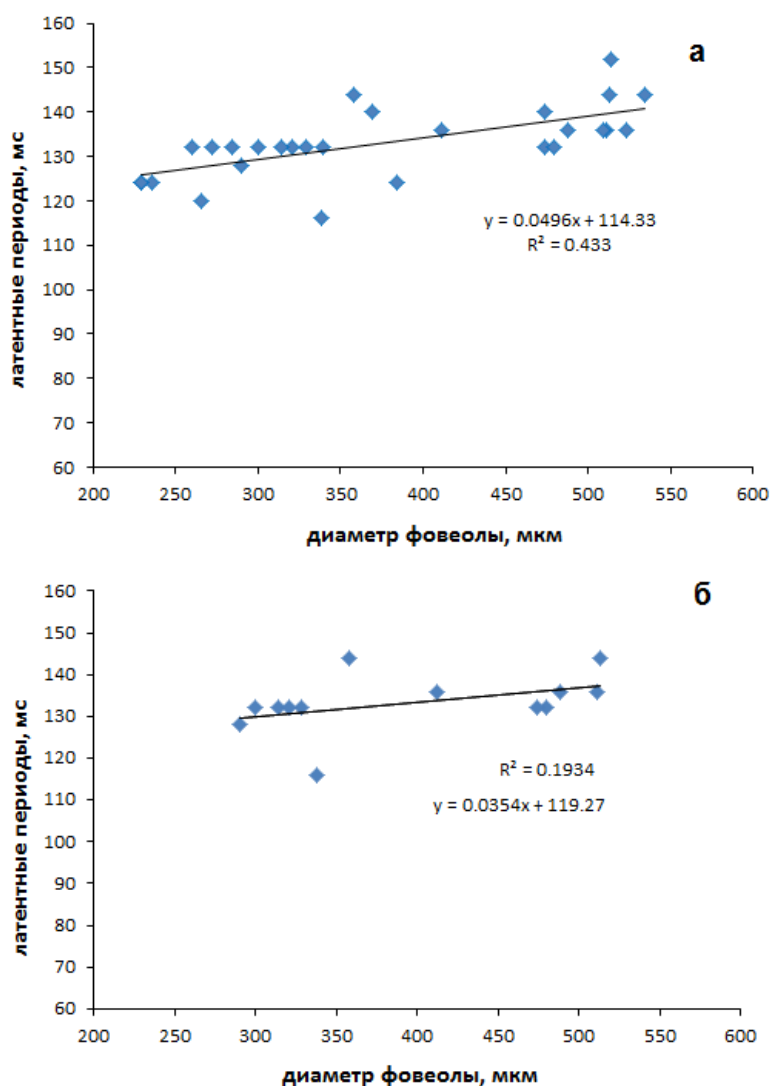 а
160
150
140
130
120
110
100
90
80
70
60
латентные периоды, мс
y = 0.0496x + 114.33
R² = 0.433
200 250 300 350 400 450 500 550 600
диаметр фовеолы, мкм
б
160
150
140
130
120
110
100
90
80
70
60
латентные периоды, мс
R² = 0.1934
y = 0.0354x + 119.27
200 250 300 350 400 450 500 550 600
диаметр фовеолы, мкм